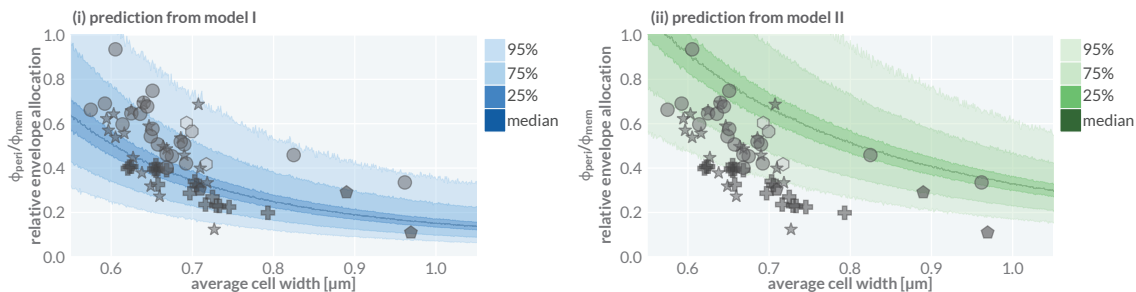 (i) prediction from model I
1.0
0.8
0.6
0.4
0.2
0.0
ϕperi/ϕmem
relative envelope allocation
0.6
0.7
0.8
0.9
1.0
average cell width [µm]
95%
75%
25%
median
(ii) prediction from model II
1.0
0.8
0.6
0.4
0.2
0.0
ϕperi/ϕmem
relative envelope allocation
0.6
0.7
0.8
0.9
1.0
average cell width [µm]
95%
75%
25%
median